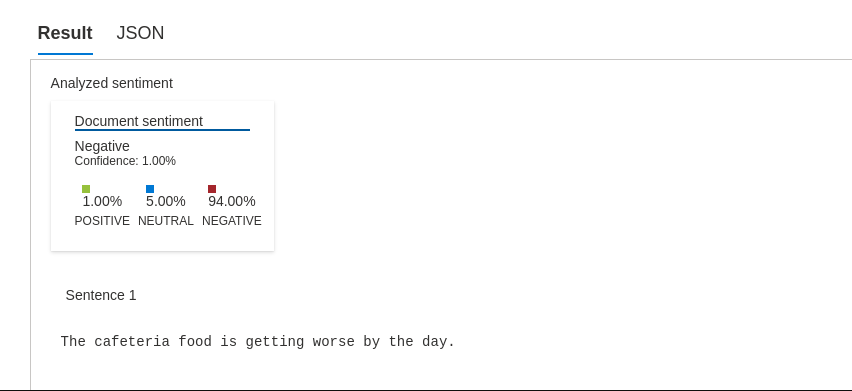 Result JSON
Analyzed sentiment
Document sentiment
Negative
Confidence: 1.00%
1.00% 5.00% 94.00%
POSITIVE NEUTRAL NEGATIVE
Sentence 1
The cafeteria food is getting worse by the day.